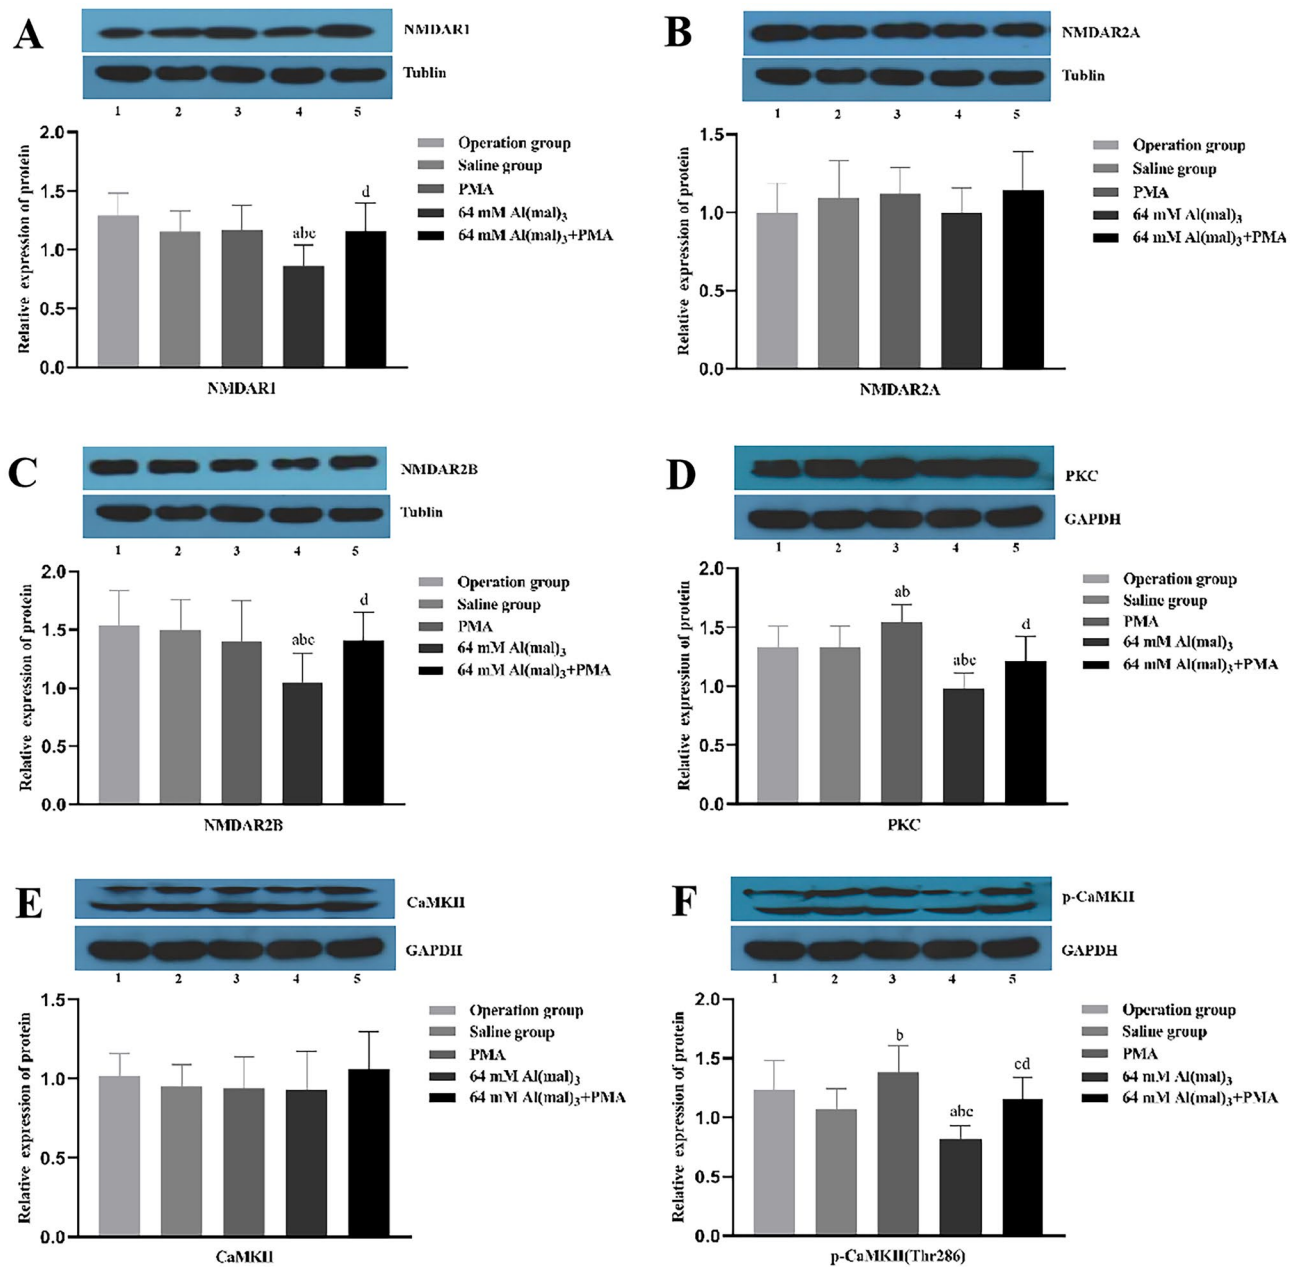 A
NMDAR1
Tublin
1 2 3 4 5
Relative expression of protein
2.0
1.5
1.0
0.5
0.0
abc
d
Operation group
Saline group
PMA
64 mM Al(mal)3
64 mM Al(mal)3+PMA
NMDAR1
B
NMDAR2A
Tublin
1 2 3 4 5
Relative expression of protein
1.5
1.0
0.5
0.0
Operation group
Saline group
PMA
64 mM Al(mal)3
64 mM Al(mal)3+PMA
NMDAR2A
C
NMDAR2B
Tublin
1 2 3 4 5
Relative expression of protein
2.0
1.5
1.0
0.5
0.0
abc
d
Operation group
Saline group
PMA
64 mM Al(mal)3
64 mM Al(mal)3+PMA
NMDAR2B
D
PKC
GAPDH
1 2 3 4 5
Relative expression of protein
2.0
1.5
1.0
0.5
0.0
ab
abc
d
Operation group
Saline group
PMA
64 mM Al(mal)3
64 mM Al(mal)3+PMA
PKC
E
CaMKII
GAPDH
1 2 3 4 5
Relative expression of protein
1.5
1.0
0.5
0.0
Operation group
Saline group
PMA
64 mM Al(mal)3
64 mM Al(mal)3+PMA
CaMKII
F
p-CaMKII
GAPDH
1 2 3 4 5
Relative expression of protein
2.0
1.5
1.0
0.5
0.0
b
abc
cd
Operation group
Saline group
PMA
64 mM Al(mal)3
64 mM Al(mal)3+PMA
p-CaMKII(Thr286)